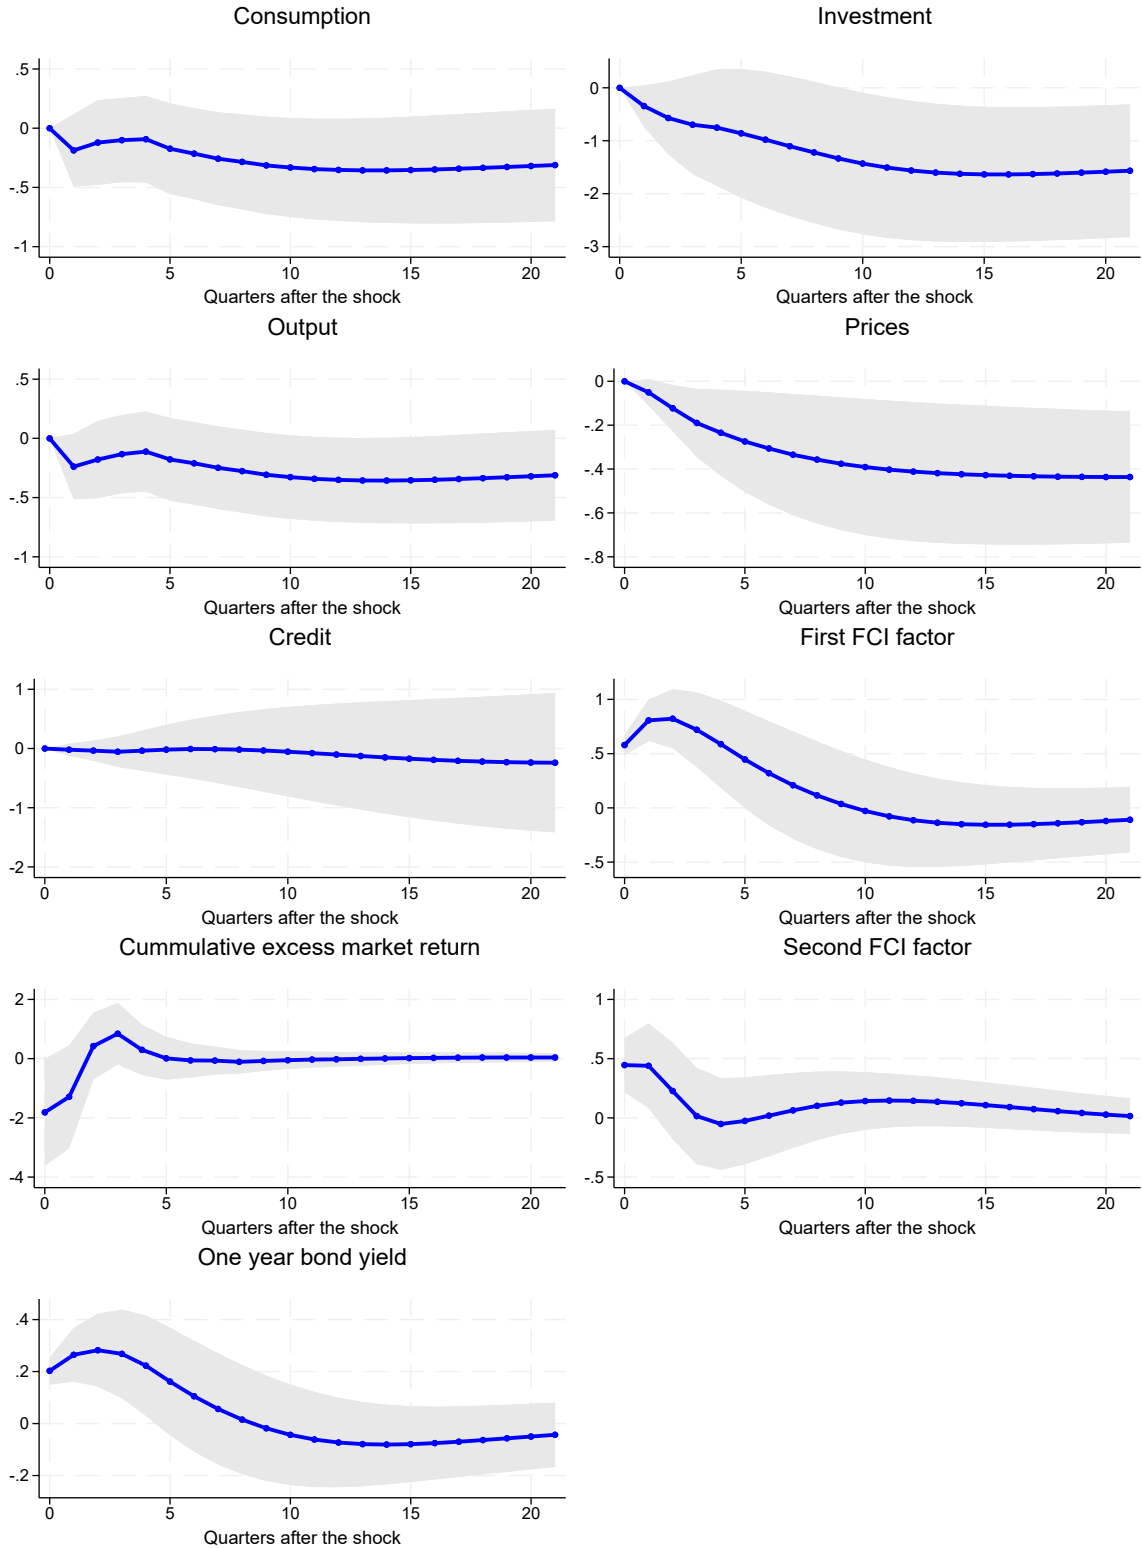 Consumption
.5
0
-.5
-1
0 5 10 15 20
Quarters after the shock
Investment
0
-1
-2
-3
0 5 10 15 20
Quarters after the shock
Output
.5
0
-.5
-1
0 5 10 15 20
Quarters after the shock
Prices
0
-.2
-.4
-.6
-.8
0 5 10 15 20
Quarters after the shock
Credit
1
0
-1
-2
0 5 10 15 20
Quarters after the shock
First FCI factor
1
.5
0
-.5
0 5 10 15 20
Quarters after the shock
Cummulative excess market return
2
0
-2
-4
0 5 10 15 20
Quarters after the shock
Second FCI factor
1
.5
0
-.5
0 5 10 15 20
Quarters after the shock
One year bond yield
.4
.2
0
-.2
0 5 10 15 20
Quarters after the shock